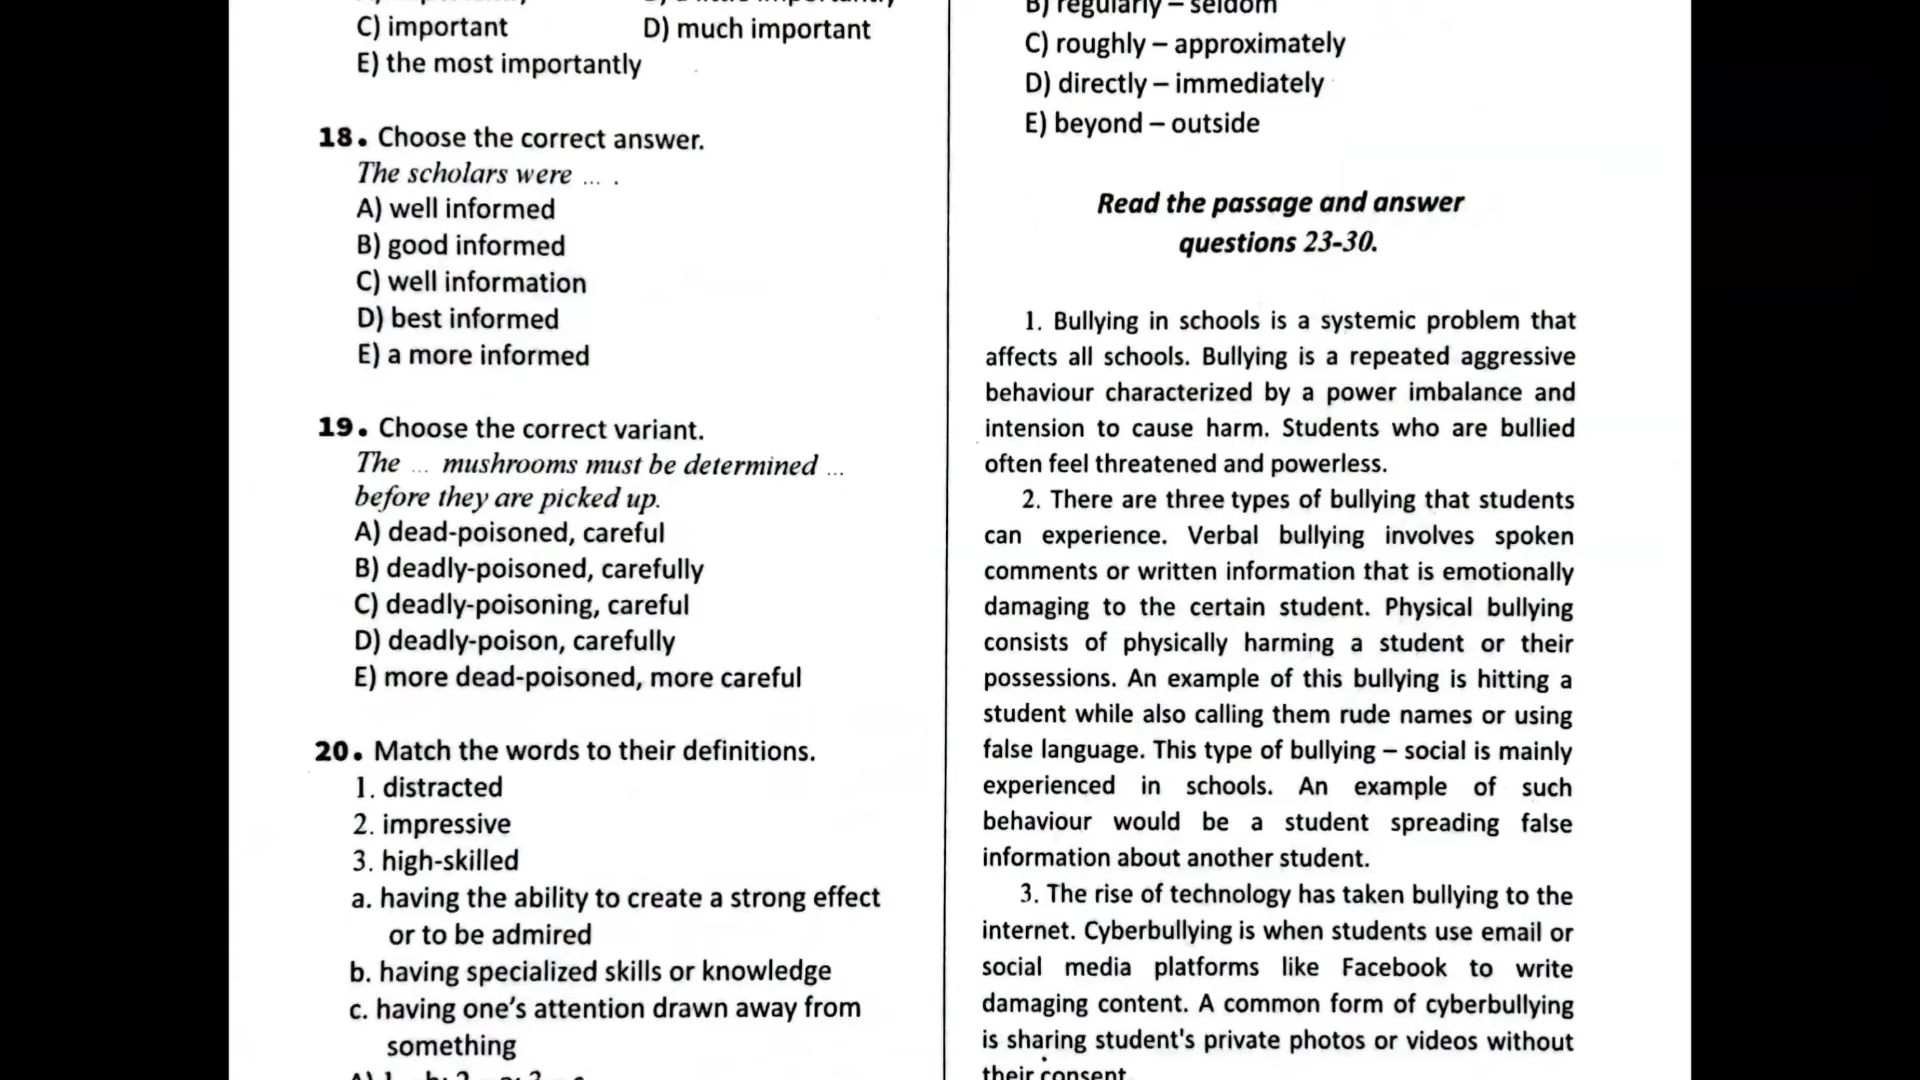 C) important D) much important
E) the most importantly
18. Choose the correct answer.
The scholars were ... .
A) well informed
B) good informed
C) well information
D) best informed
E) a more informed
19. Choose the correct variant.
The ... mushrooms must be determined ...
before they are picked up.
A) dead-poisoned, careful
B) deadly-poisoned, carefully
C) deadly-poisoning, careful
D) deadly-poison, carefully
E) more dead-poisoned, more careful
20. Match the words to their definitions.
1. distracted
2. impressive
3. high-skilled
a. having the ability to create a strong effect
or to be admired
b. having specialized skills or knowledge
c. having one's attention drawn away from
something
B) regularly – seldom
C) roughly – approximately
D) directly – immediately
E) beyond – outside
Read the passage and answer
questions 23-30.
1. Bullying in schools is a systemic problem that
affects all schools. Bullying is a repeated aggressive
behaviour characterized by a power imbalance and
intension to cause harm. Students who are bullied
often feel threatened and powerless.
2. There are three types of bullying that students
can experience. Verbal bullying involves spoken
comments or written information that is emotionally
damaging to the certain student. Physical bullying
consists of physically harming a student or their
possessions. An example of this bullying is hitting a
student while also calling them rude names or using
false language. This type of bullying – social is mainly
experienced in schools. An example of such
behaviour would be a student spreading false
information about another student.
3. The rise of technology has taken bullying to the
internet. Cyberbullying is when students use email or
social media platforms like Facebook to write
damaging content. A common form of cyberbullying
is sharing student's private photos or videos without
their consent.